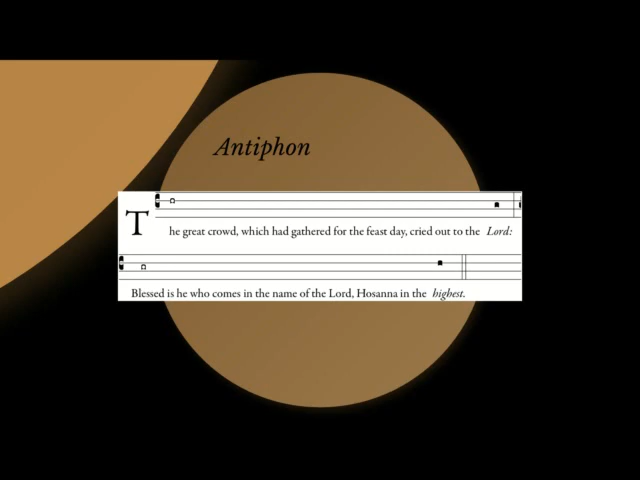 Antiphon
The great crowd, which had gathered for the feast day, cried out to the Lord:
Blessed is he who comes in the name of the Lord, Hosanna in the highest.